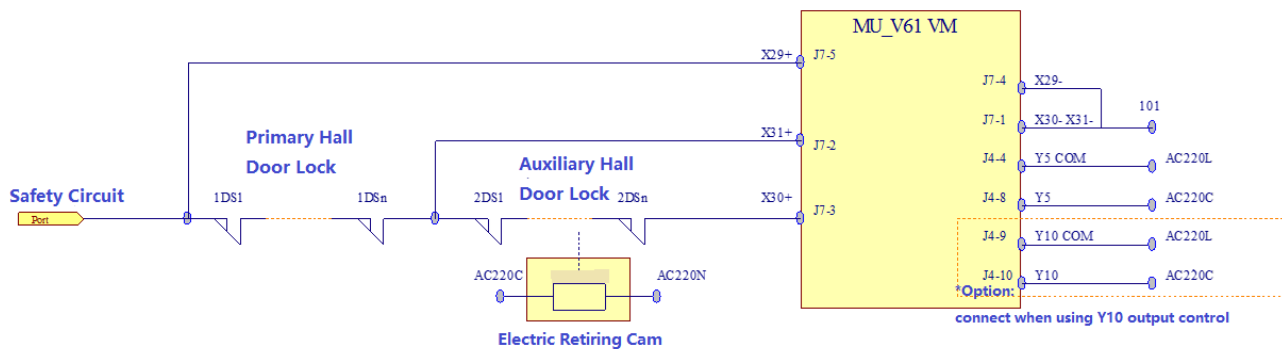 MU_V61 VM
X29+
J7-5
J7-4
X29-
J7-1
X30- X31-
101
X31+
J7-2
Primary Hall
Door Lock
Auxiliary Hall
Door Lock
J4-4
Y5 COM
AC220L
Safety Circuit
Port
1DS1
1DSn
2DS1
2DSn
X30+
J7-3
J4-8
Y5
AC220C
J4-9
Y10 COM
AC220L
AC220C
AC220N
J4-10
Y10
AC220C
*Option:
connect when using Y10 output control
Electric Retiring Cam